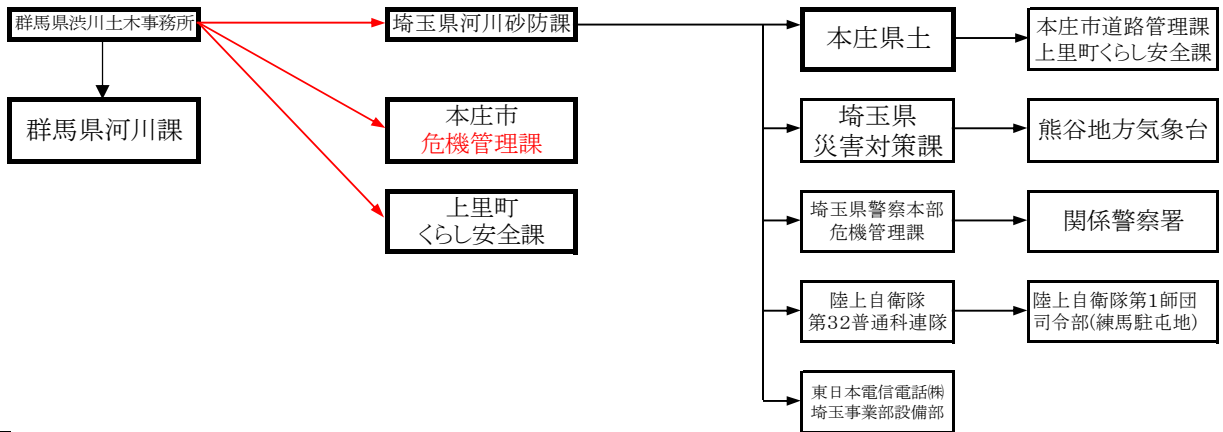 群馬県渋川土木事務所
群馬県河川課
埼玉県河川砂防課
本庄市
危機管理課
上里町
くらし安全課
本庄県土
本庄市道路管理課
上里町くらし安全課
埼玉県
災害対策課
熊谷地方気象台
埼玉県警察本部
危機管理課
関係警察署
陸上自衛隊
第32普通科連隊
陸上自衛隊第1師団
司令部(練馬駐屯地)
東日本電信電話㈱
埼玉事業部設備部